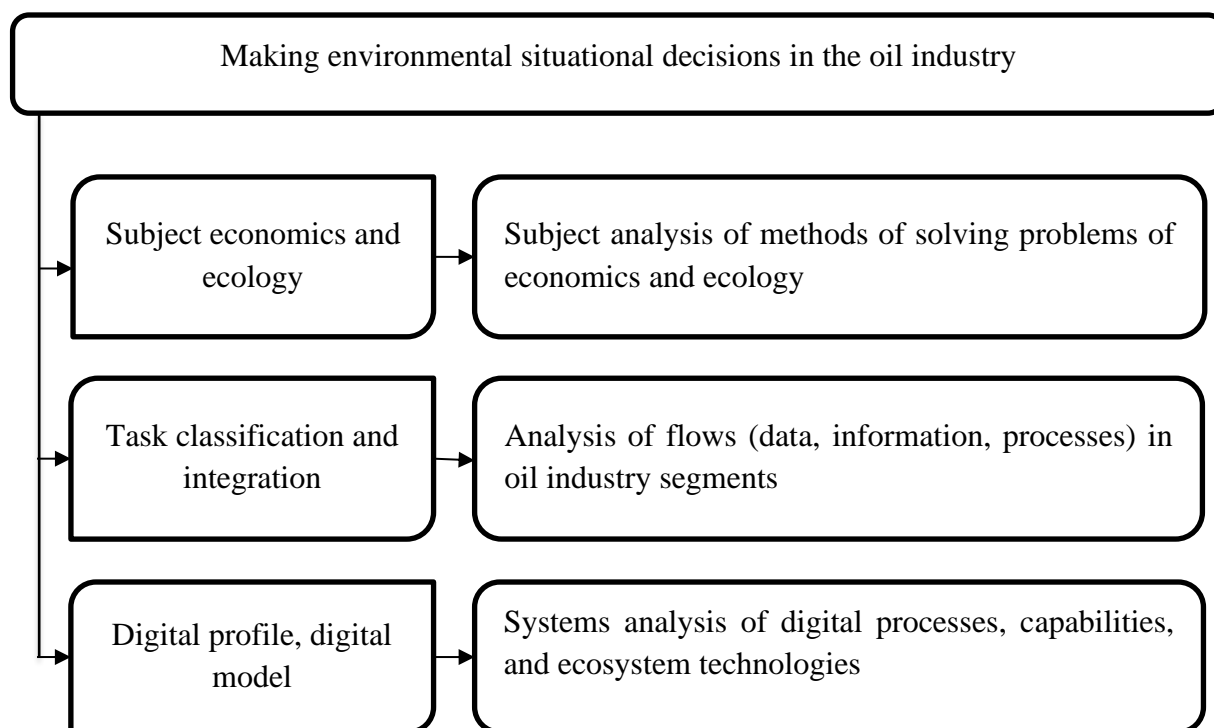 Making environmental situational decisions in the oil industry
Subject economics and
ecology
Subject analysis of methods of solving problems of
economics and ecology
Task classification and
integration
Analysis of flows (data, information, processes) in
oil industry segments
Digital profile, digital
model
Systems analysis of digital processes, capabilities,
and ecosystem technologies